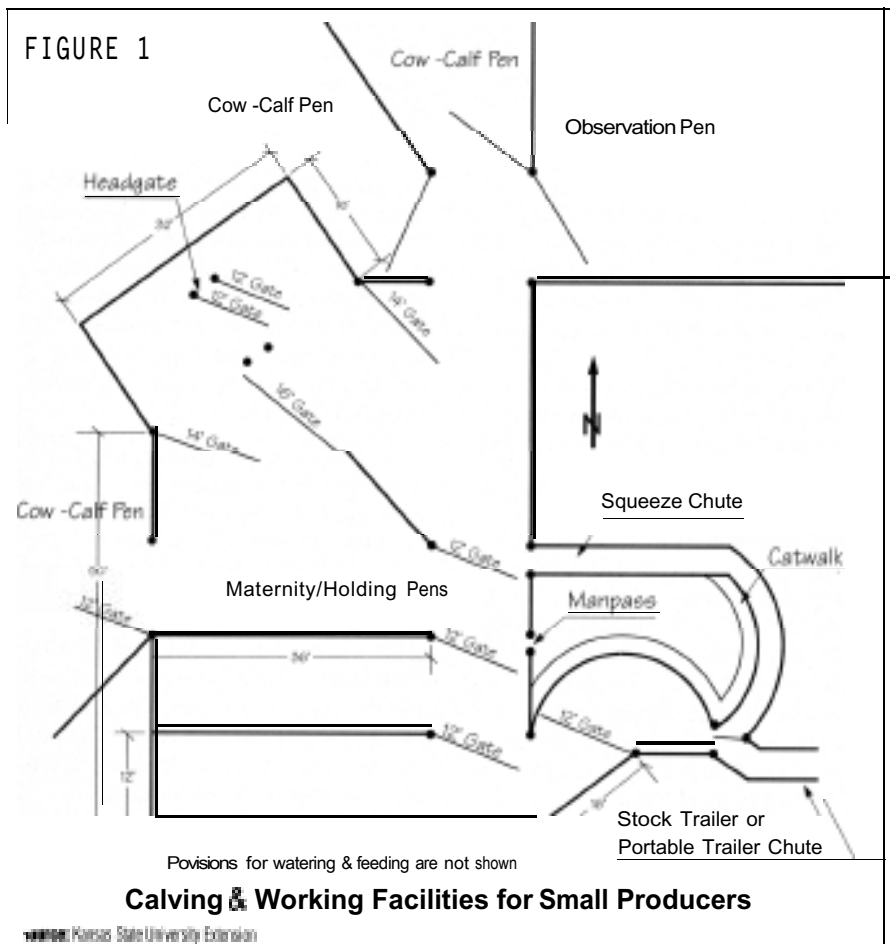 FIGURE 1
Cow -Calf Pen
Cow -Calf Pen
Observation Pen
Headgate
12' Gate
12' Gate
14' Gate
16' Gate
14' Gate
N
Cow -Calf Pen
Squeeze Chute
Catwalk
12' Gate
Maternity/Holding Pens
Manpass
12' Gate
12' Gate
12' Gate
12' Gate
12'
16'
Stock Trailer or
Portable Trailer Chute
Povisions for watering & feeding are not shown
Calving & Working Facilities for Small Producers
Kansas State University Extension